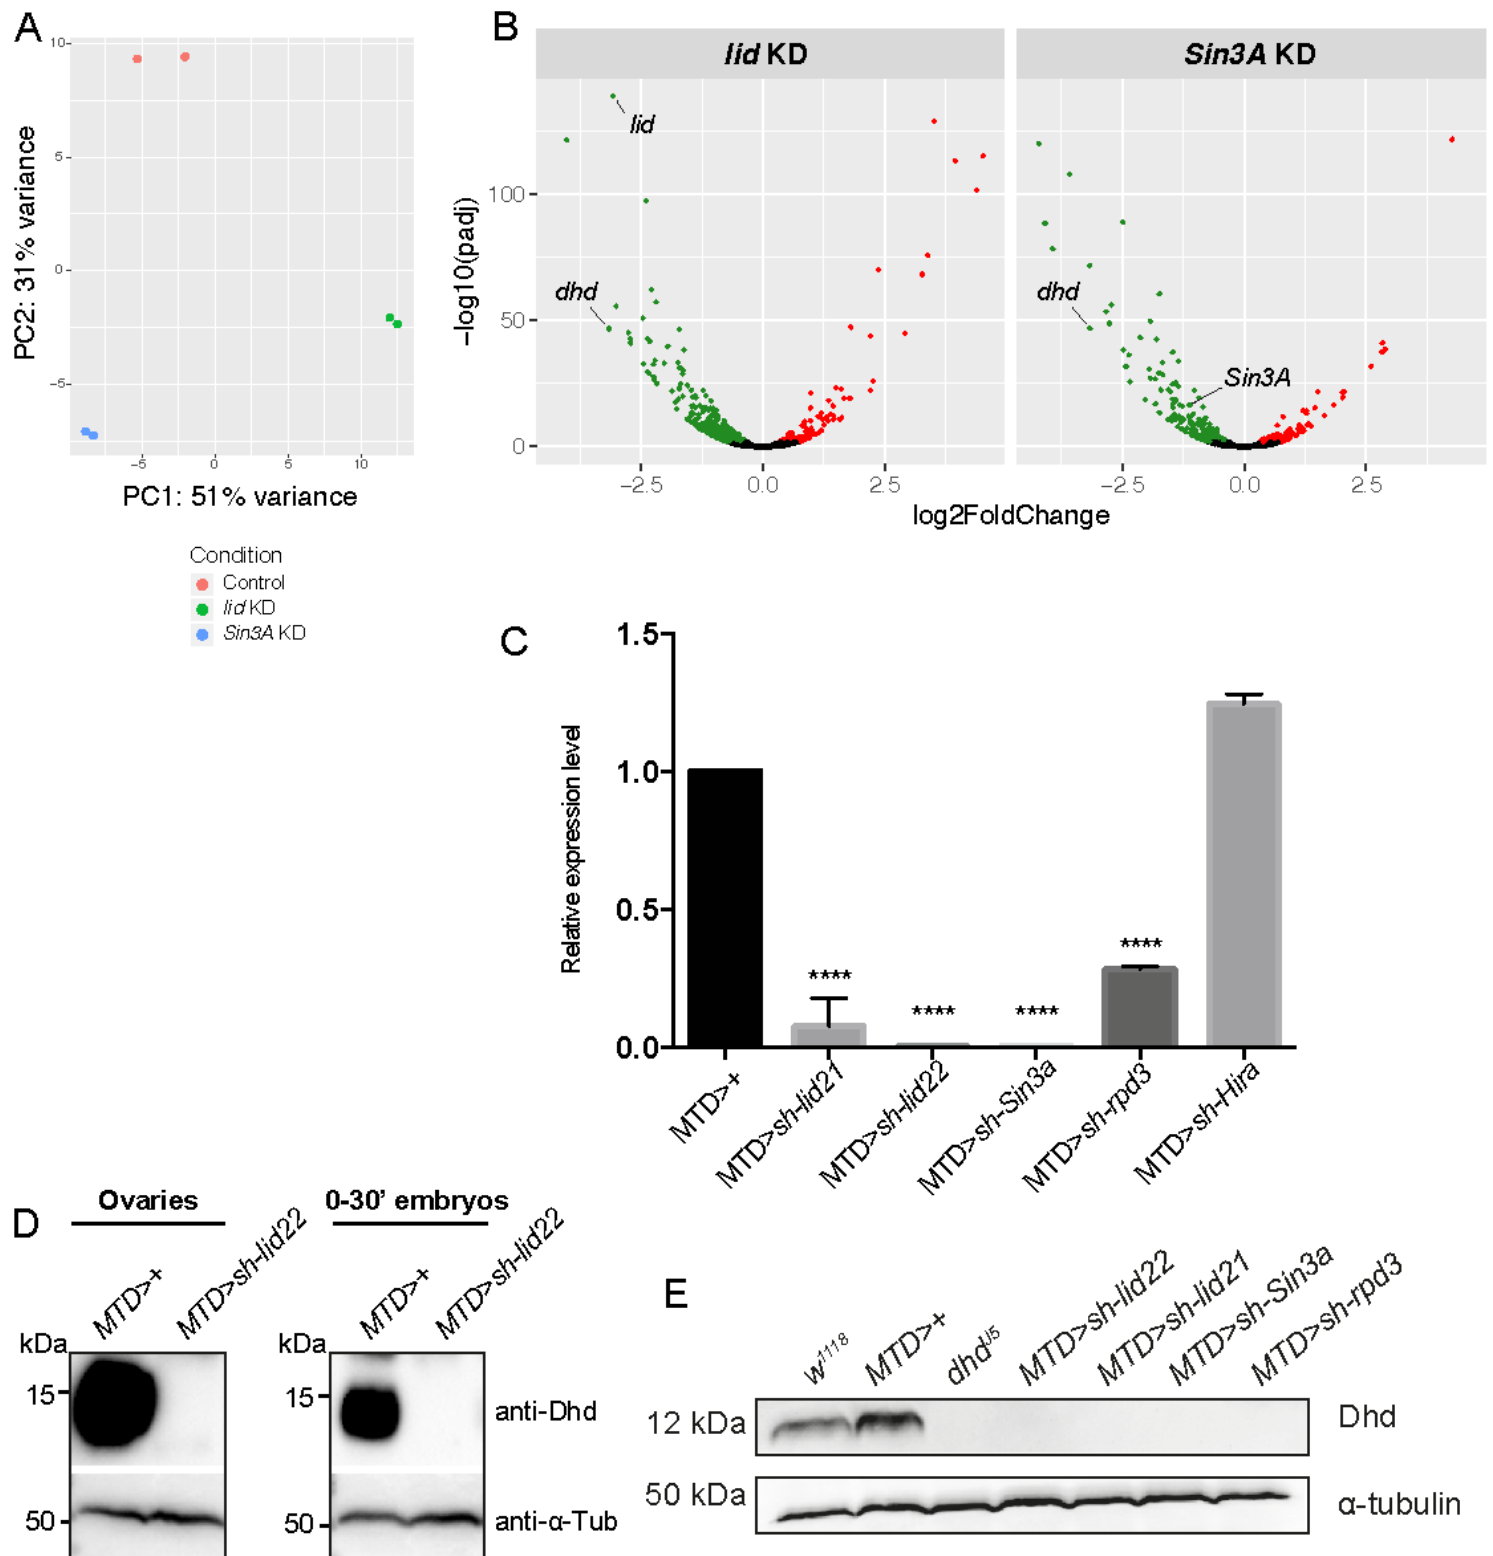 A
10
5
0
−5
−5
0
5
10
PC2: 31% variance
PC1: 51% variance
Condition
Control
lid KD
Sin3A KD
B
lid KD
Sin3A KD
−log10(padj)
100
50
0
lid
dhd
dhd
Sin3A
−2.5
0.0
2.5
−2.5
0.0
2.5
log2FoldChange
C
Relative expression level
1.5
1.0
0.5
0.0
****
****
****
****
MTD>+
MTD>sh-lid21
MTD>sh-lid22
MTD>sh-Sin3a
MTD>sh-rpd3
MTD>sh-Hira
D
Ovaries
0-30' embryos
MTD>+
MTD>sh-lid22
MTD>+
MTD>sh-lid22
kDa
15
50
kDa
15
50
anti-Dhd
anti-α-Tub
E
w1118
MTD>+
dhdJ5
MTD>sh-lid22
MTD>sh-lid21
MTD>sh-Sin3a
MTD>sh-rpd3
12 kDa
Dhd
50 kDa
α-tubulin